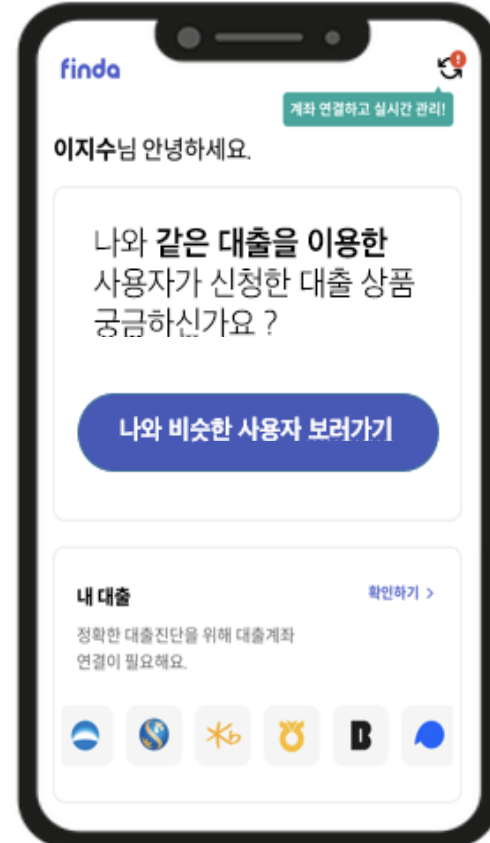 finda
계좌 연결하고 실시간 관리!
이지수님 안녕하세요.
나와 같은 대출을 이용한
사용자가 신청한 대출 상품
궁금하신가요 ?
나와 비슷한 사용자 보러가기
내 대출
확인하기 >
정확한 대출진단을 위해 대출계좌
연결이 필요해요.